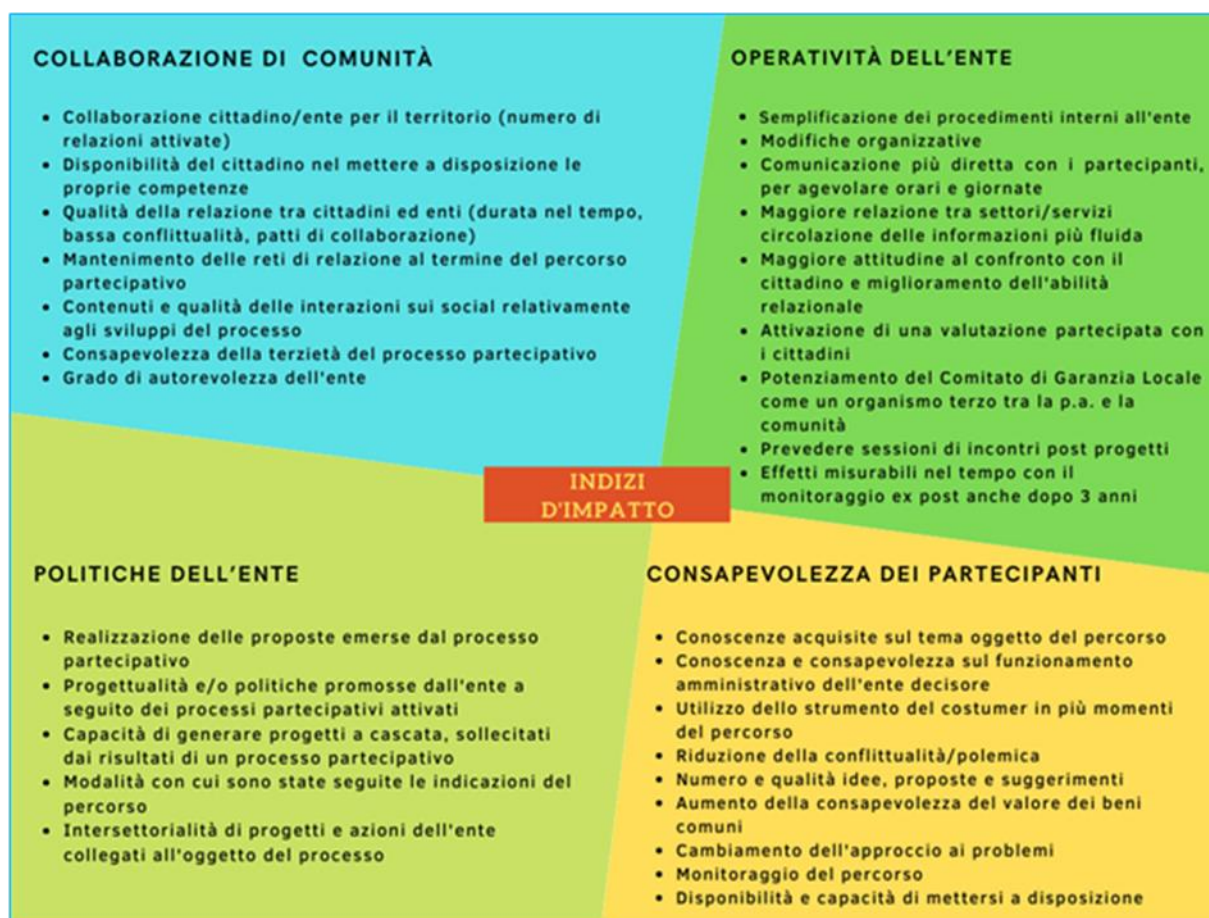 COLLABORAZIONE DI COMUNITÀ
• Collaborazione cittadino/ente per il territorio (numero di
relazioni attivate)
• Disponibilità del cittadino nel mettere a disposizione le
proprie competenze
• Qualità della relazione tra cittadini ed enti (durata nel tempo,
bassa conflittualità, patti di collaborazione)
• Mantenimento delle reti di relazione al termine del percorso
partecipativo
• Contenuti e qualità delle interazioni sui social relativamente
agli sviluppi del processo
• Consapevolezza della terzietà del processo partecipativo
• Grado di autorevolezza dell'ente
OPERATIVITÀ DELL'ENTE
• Semplificazione dei procedimenti interni all'ente
• Modifiche organizzative
• Comunicazione più diretta con i partecipanti,
per agevolare orari e giornate
• Maggiore relazione tra settori/servizi
circolazione delle informazioni più fluida
• Maggiore attitudine al confronto con il
cittadino e miglioramento dell'abilità
relazionale
• Attivazione di una valutazione partecipata con
i cittadini
• Potenziamento del Comitato di Garanzia Locale
come un organismo terzo tra la p.a. e la
comunità
• Prevedere sessioni di incontri post progetti
• Effetti misurabili nel tempo con il
monitoraggio ex post anche dopo 3 anni
INDIZI
D'IMPATTO
POLITICHE DELL'ENTE
• Realizzazione delle proposte emerse dal processo
partecipativo
• Progettualità e/o politiche promosse dall'ente a
seguito dei processi partecipativi attivati
• Capacità di generare progetti a cascata, sollecitati
dai risultati di un processo partecipativo
• Modalità con cui sono state seguite le indicazioni del
percorso
• Intersettorialità di progetti e azioni dell'ente
collegati all'oggetto del processo
CONSAPEVOLEZZA DEI PARTECIPANTI
• Conoscenze acquisite sul tema oggetto del percorso
• Conoscenza e consapevolezza sul funzionamento
amministrativo dell'ente decisore
• Utilizzo dello strumento del costumer in più momenti
del percorso
• Riduzione della conflittualità/polemica
• Numero e qualità idee, proposte e suggerimenti
• Aumento della consapevolezza del valore dei beni
comuni
• Cambiamento dell'approccio ai problemi
• Monitoraggio del percorso
• Disponibilità e capacità di mettersi a disposizione